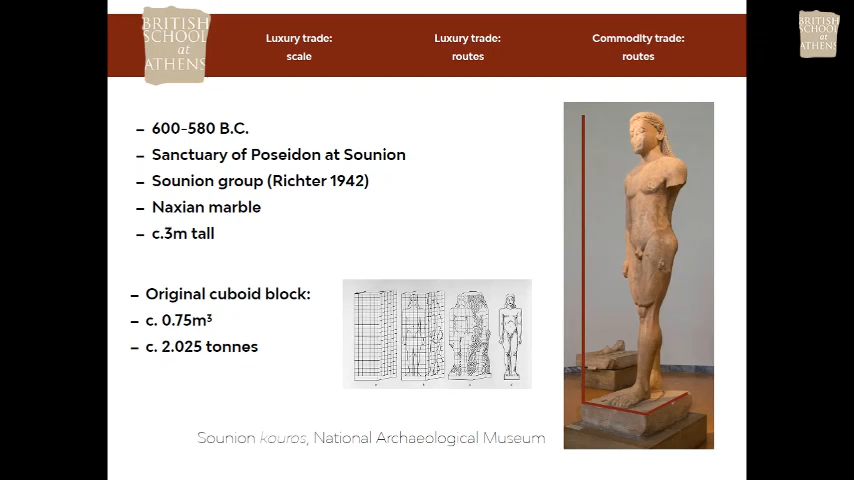 BRITISH
SCHOOL
at
ATHENS
Luxury trade:
scale
Luxury trade:
routes
Commodity trade:
routes
BRITISH
SCHOOL
at
ATHENS
– 600-580 B.C.
– Sanctuary of Poseidon at Sounion
– Sounion group (Richter 1942)
– Naxian marble
– c.3m tall
– Original cuboid block:
– c. 0.75m³
– c. 2.025 tonnes
Sounion kouros, National Archaeological Museum